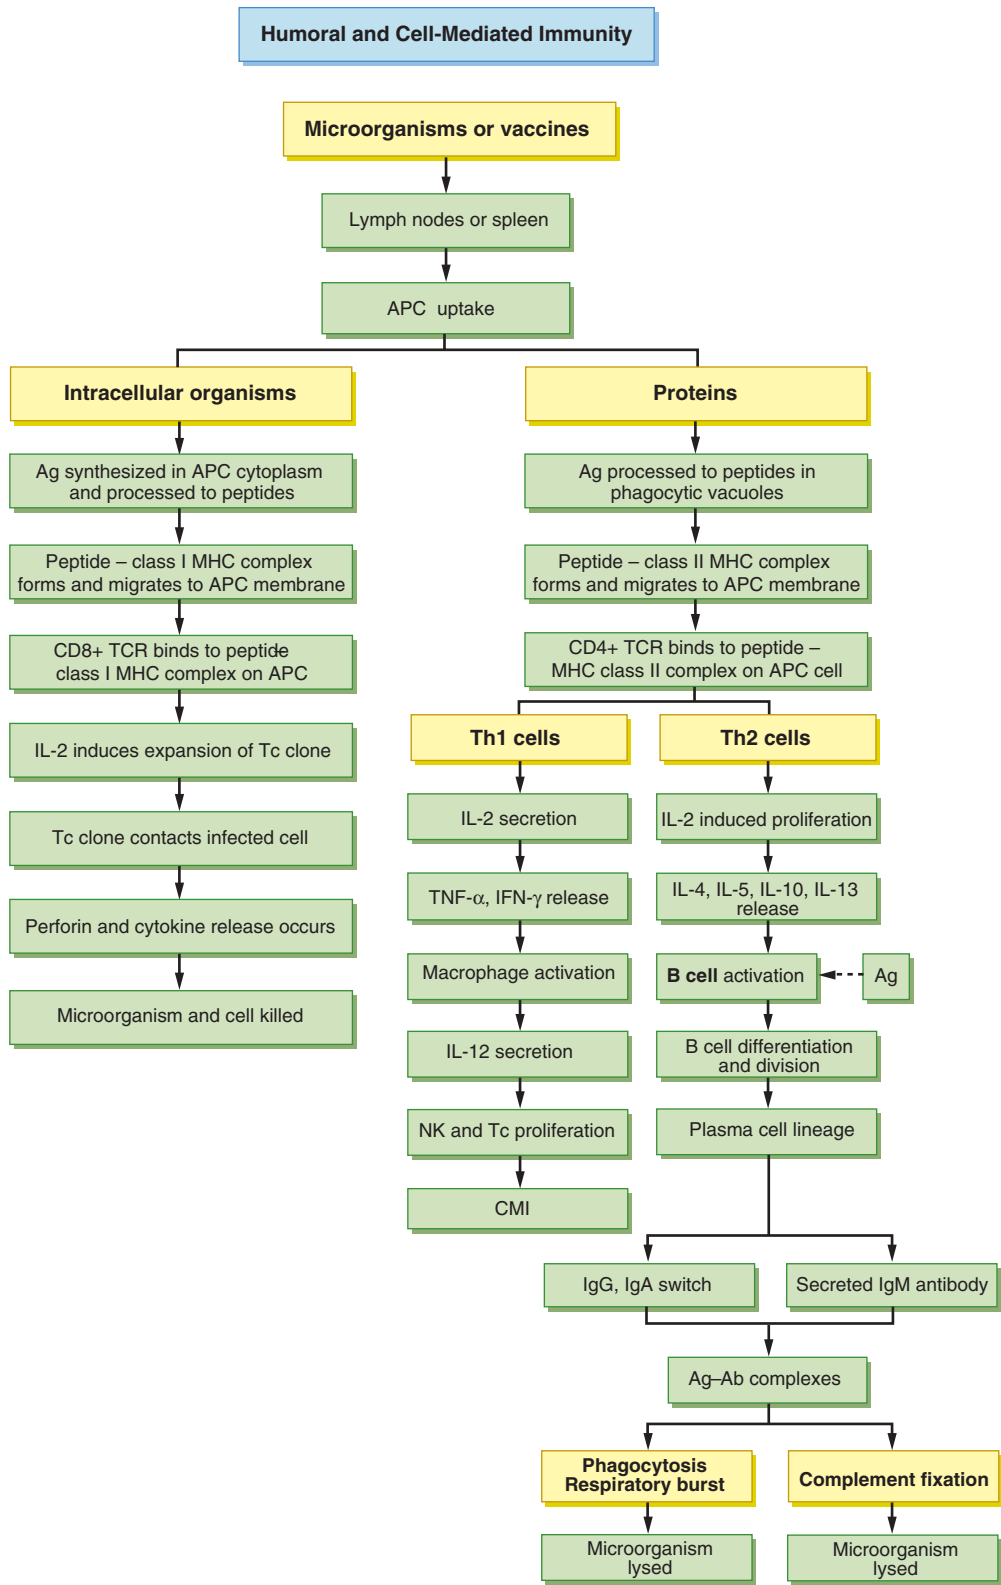 Humoral and Cell-Mediated Immunity
Microorganisms or vaccines
Lymph nodes or spleen
APC uptake
Intracellular organisms
Ag synthesized in APC cytoplasm
and processed to peptides
Peptide – class I MHC complex
forms and migrates to APC membrane
CD8+ TCR binds to peptide–
class I MHC complex on APC
IL-2 induces expansion of Tc clone
Tc clone contacts infected cell
Perforin and cytokine release occurs
Microorganism and cell killed
Proteins
Ag processed to peptides in
phagocytic vacuoles
Peptide – class II MHC complex
forms and migrates to APC membrane
CD4+ TCR binds to peptide –
MHC class II complex on APC cell
Th1 cells
IL-2 secretion
TNF-α, IFN-γ release
Macrophage activation
IL-12 secretion
NK and Tc proliferation
CMI
Th2 cells
IL-2 induced proliferation
IL-4, IL-5, IL-10, IL-13
release
B cell activation
Ag
B cell differentiation
and division
Plasma cell lineage
IgG, IgA switch
Secreted IgM antibody
Ag–Ab complexes
Phagocytosis
Respiratory burst
Microorganism
lysed
Complement fixation
Microorganism
lysed